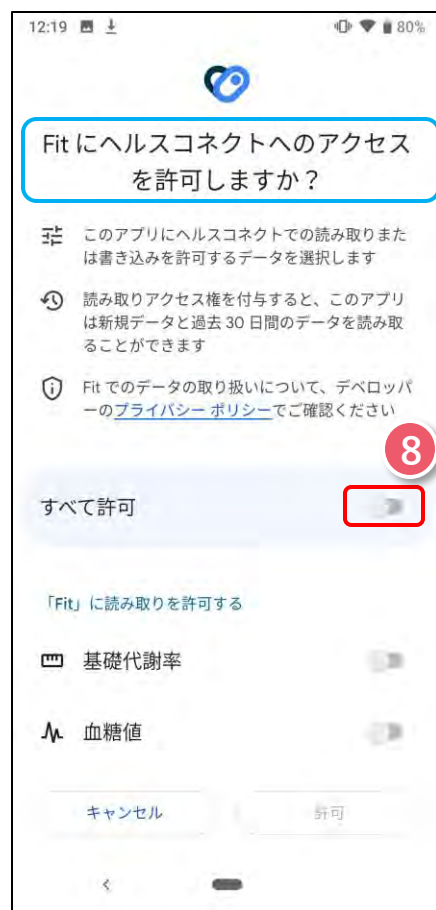 12:19
80%
Fit にヘルスコネクトへのアクセス
を許可しますか？
このアプリにヘルスコネクトでの読み取りまた
は書き込みを許可するデータを選択します
読み取りアクセス権を付与すると、このアプリ
は新規データと過去 30 日間のデータを読み取
ることができます
Fit でのデータの取り扱いについて、デベロッパ
ーのプライバシー ポリシーでご確認ください
8
すべて許可
「Fit」に読み取りを許可する
基礎代謝率
血糖値
キャンセル
許可